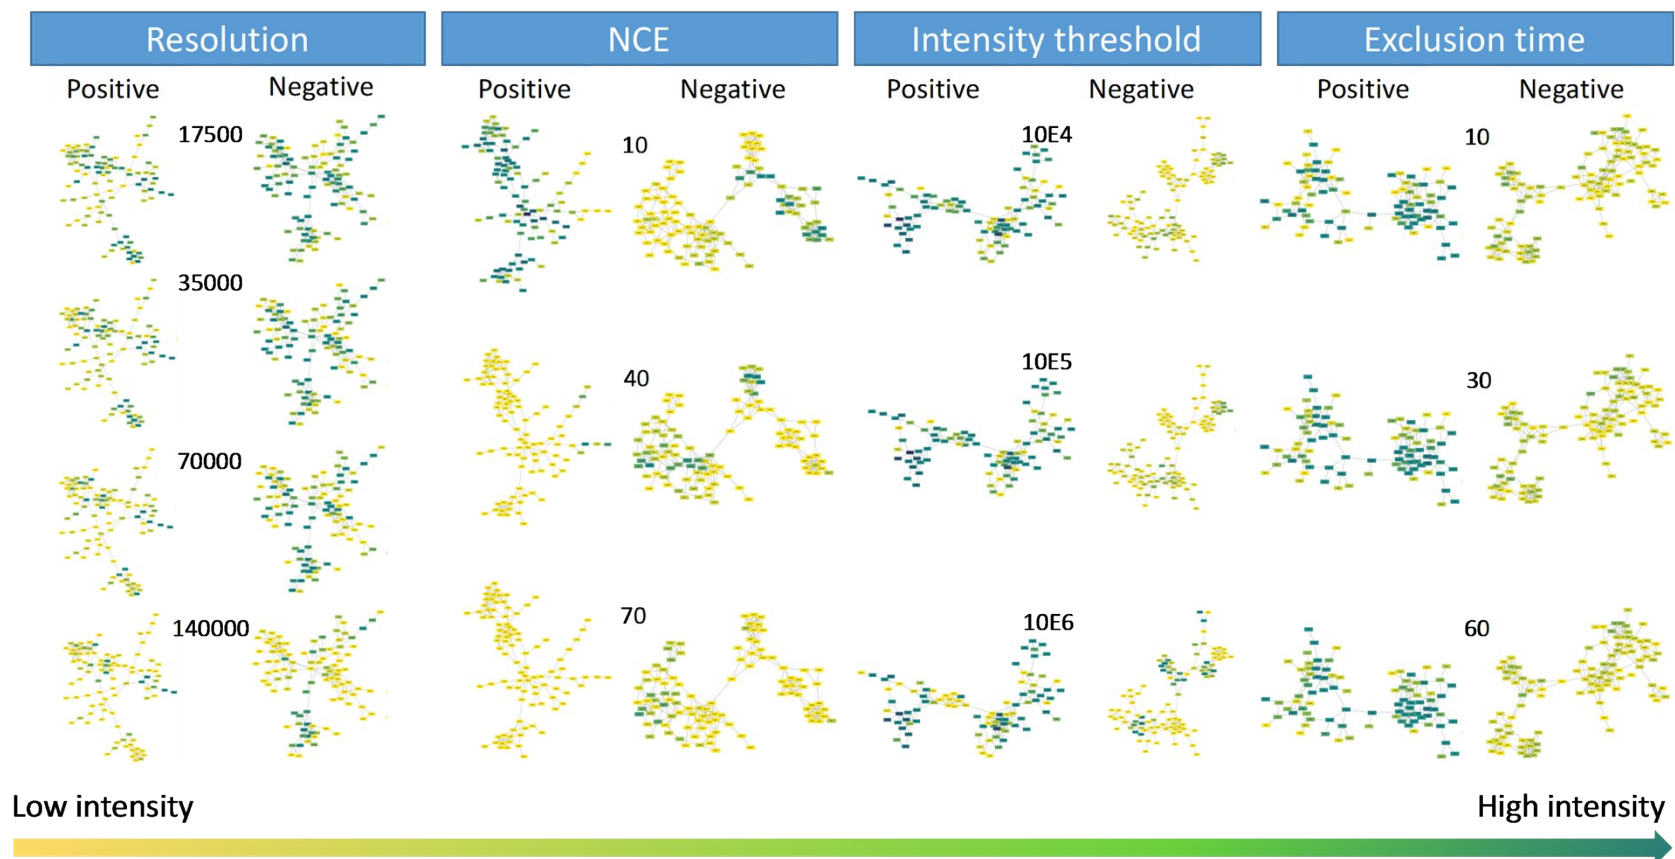 Resolution NCE Intensity threshold Exclusion time
Positive Negative Positive Negative Positive Negative Positive Negative
17500 10 10E4 10
35000
40 10E5 30
70000
140000 70 10E6 60
Low intensity High intensity